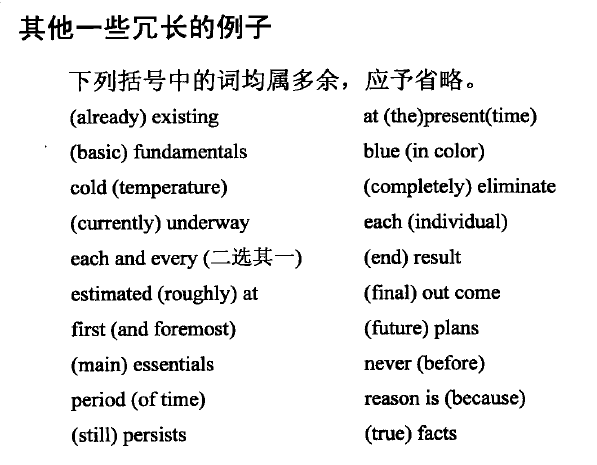 其他一些冗长的例子
下列括号中的词均属多余，应予省略。
(already) existing
(basic) fundamentals
cold (temperature)
(currently) underway
each and every (二选其一)
estimated (roughly) at
first (and foremost)
(main) essentials
period (of time)
(still) persists
at (the)present(time)
blue (in color)
(completely) eliminate
each (individual)
(end) result
(final) out come
(future) plans
never (before)
reason is (because)
(true) facts